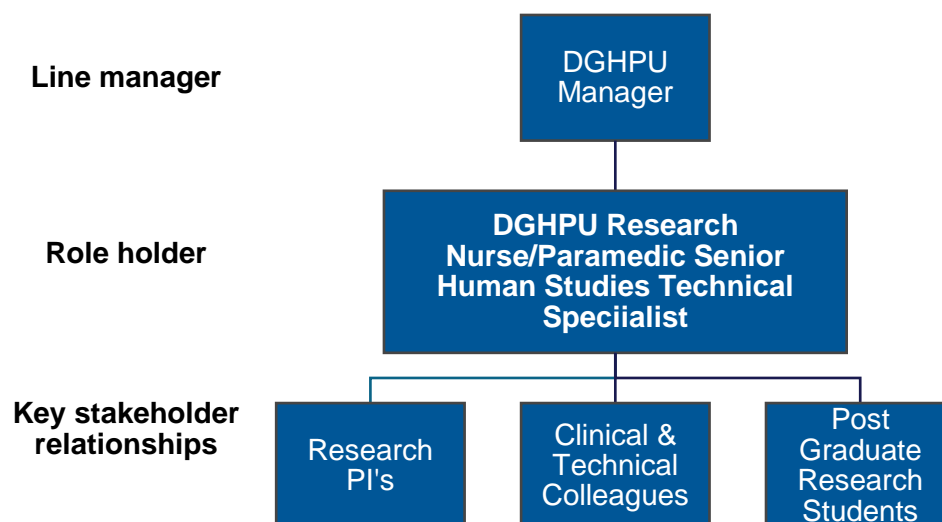 Line manager
DGHPU
Manager
Role holder
DGHPU Research
Nurse/Paramedic Senior
Human Studies Technical
Speciialist
Key stakeholder
relationships
Research
PI's
Clinical &
Technical
Colleagues
Post
Graduate
Research
Students